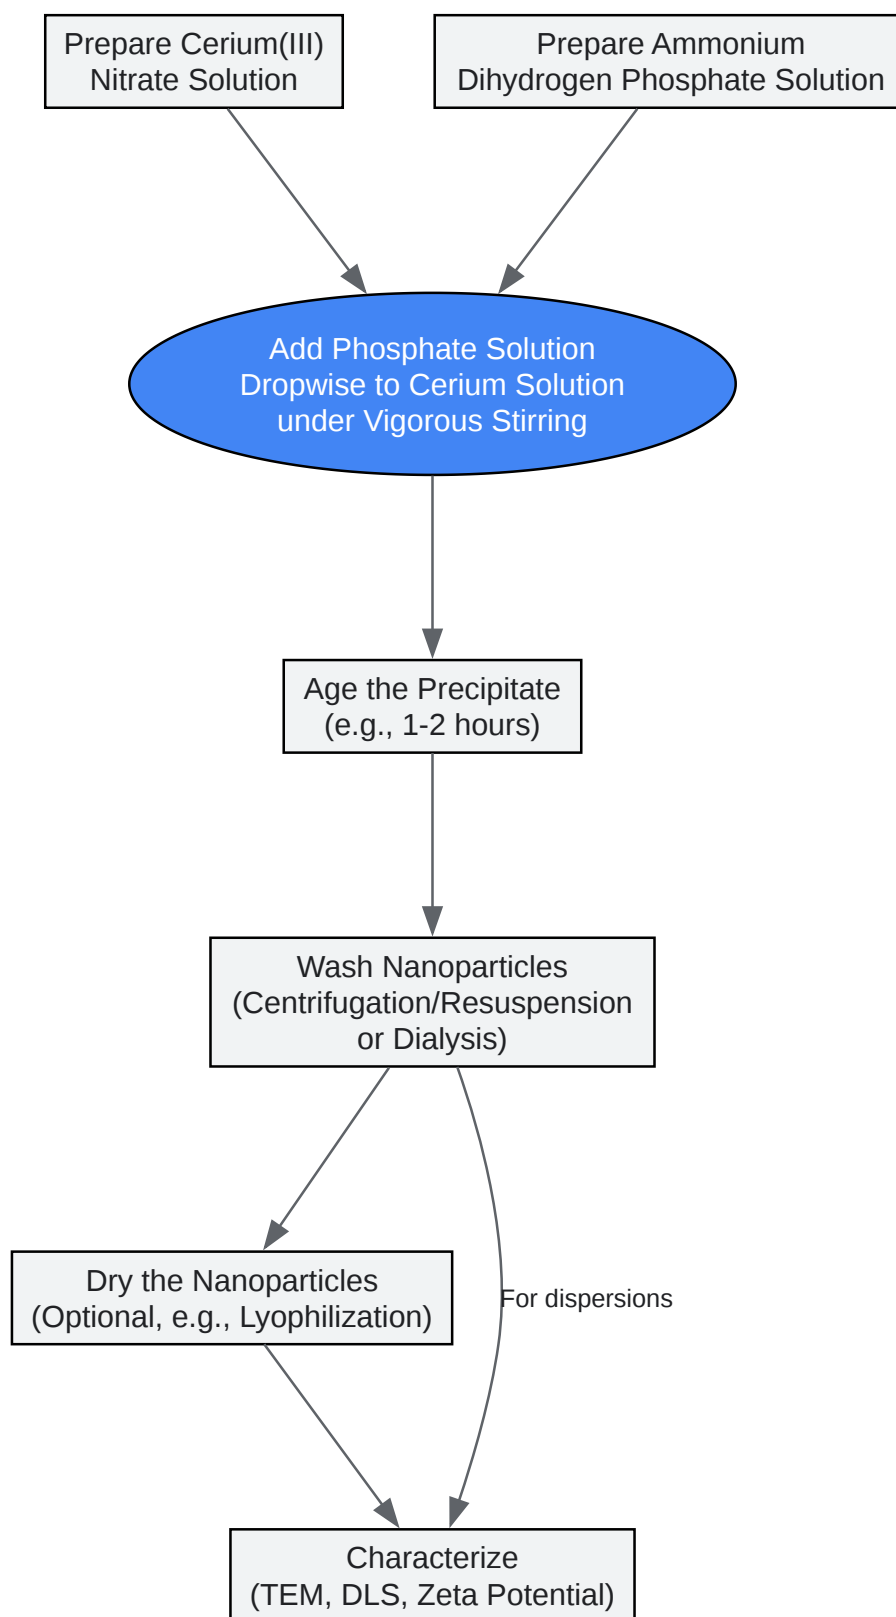 Prepare Cerium(III)
Nitrate Solution
Prepare Ammonium
Dihydrogen Phosphate Solution
Add Phosphate Solution
Dropwise to Cerium Solution
under Vigorous Stirring
Age the Precipitate
(e.g., 1-2 hours)
Wash Nanoparticles
(Centrifugation/Resuspension
or Dialysis)
Dry the Nanoparticles
(Optional, e.g., Lyophilization)
For dispersions
Characterize
(TEM, DLS, Zeta Potential)